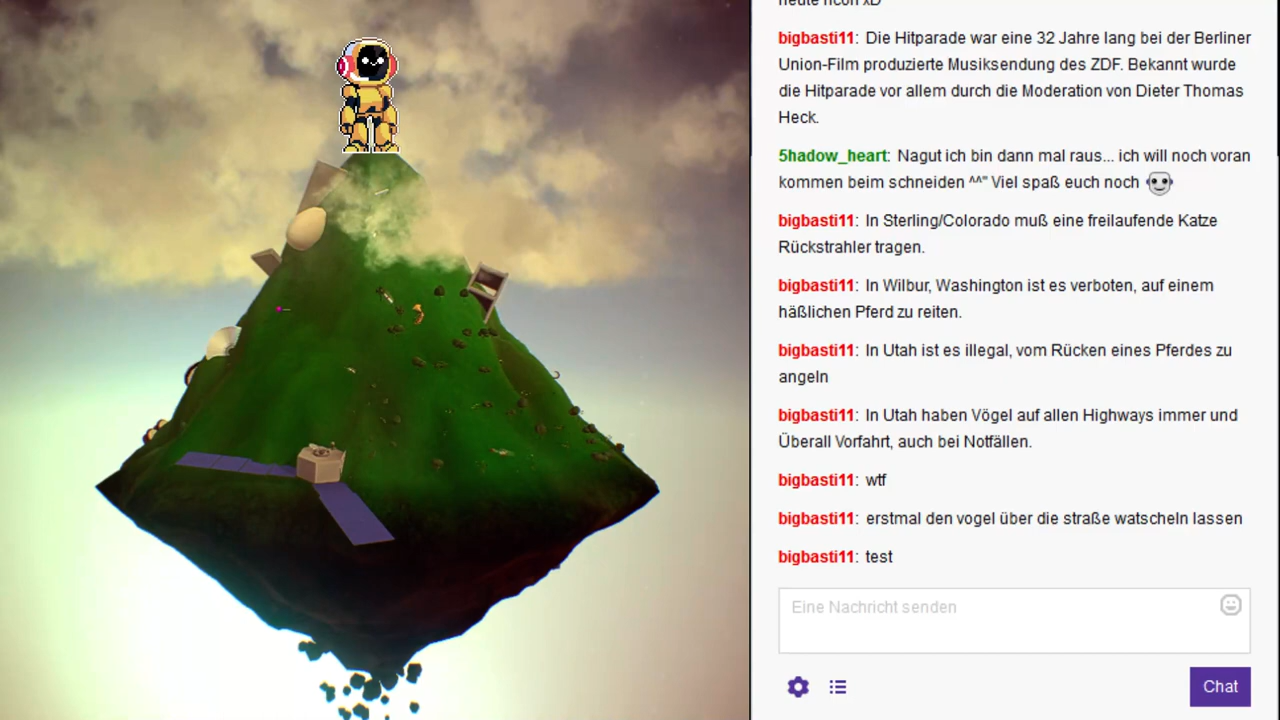 heute ncon xD
bigbasti11: Die Hitparade war eine 32 Jahre lang bei der Berliner
Union-Film produzierte Musiksendung des ZDF. Bekannt wurde
die Hitparade vor allem durch die Moderation von Dieter Thomas
Heck.
5hadow_heart: Nagut ich bin dann mal raus... ich will noch voran
kommen beim schneiden ^^" Viel spaß euch noch
bigbasti11: In Sterling/Colorado muß eine freilaufende Katze
Rückstrahler tragen.
bigbasti11: In Wilbur, Washington ist es verboten, auf einem
häßlichen Pferd zu reiten.
bigbasti11: In Utah ist es illegal, vom Rücken eines Pferdes zu
angeln
bigbasti11: In Utah haben Vögel auf allen Highways immer und
Überall Vorfahrt, auch bei Notfällen.
bigbasti11: wtf
bigbasti11: erstmal den vogel über die straße watscheln lassen
bigbasti11: test
Eine Nachricht senden
Chat